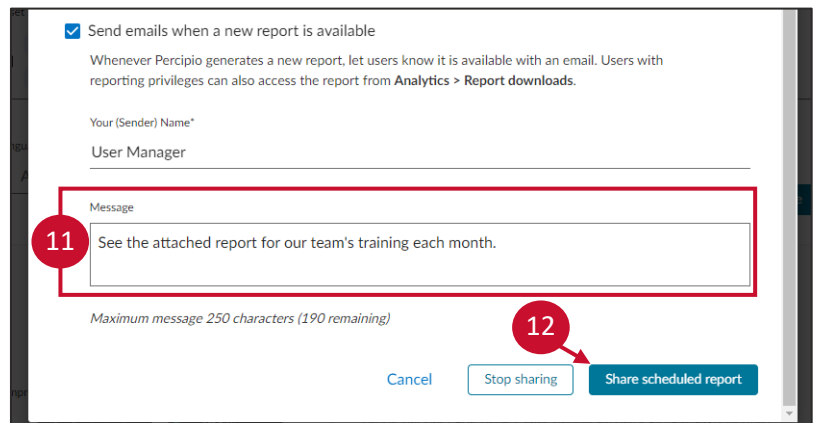 Send emails when a new report is available
Whenever Percipio generates a new report, let users know it is available with an email. Users with
reporting privileges can also access the report from Analytics > Report downloads.
Your (Sender) Name*
User Manager
Message
11
See the attached report for our team's training each month.
Maximum message 250 characters (190 remaining)
12
Cancel
Stop sharing
Share scheduled report